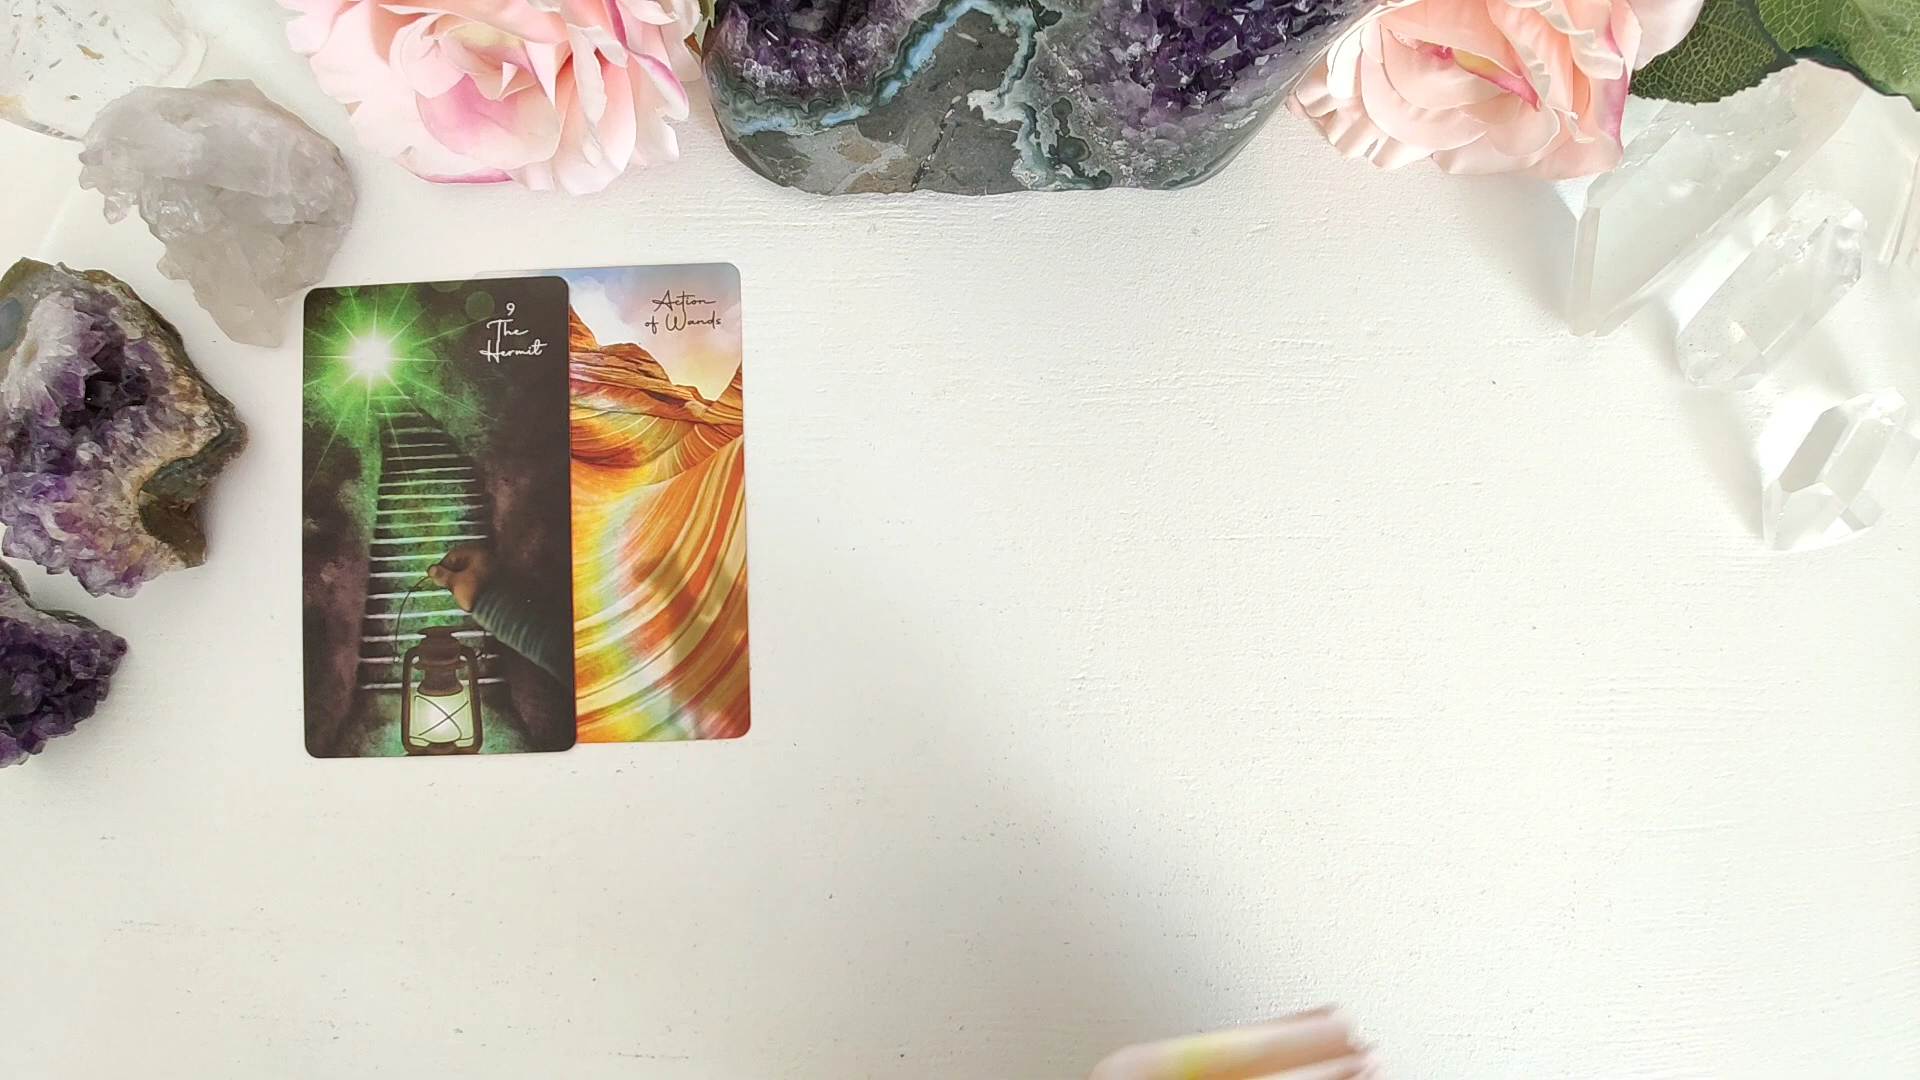 9
The
Hermit
Action
of Wands